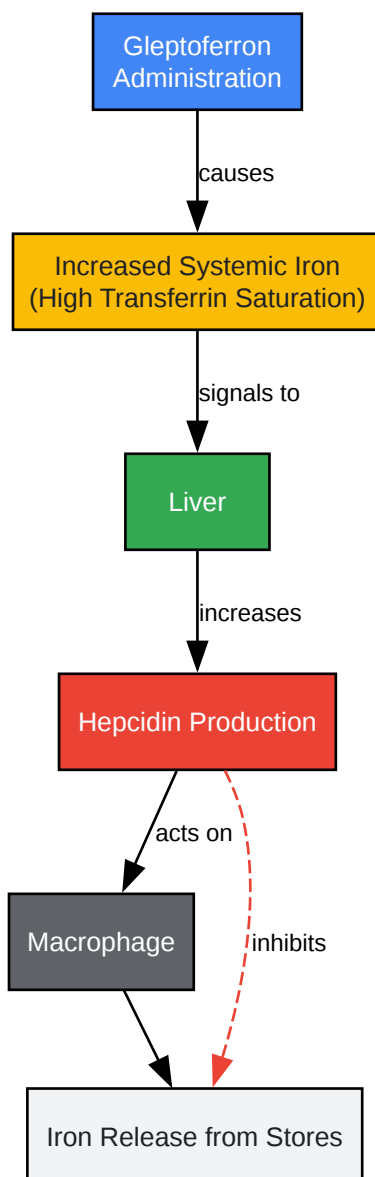 Gleptoferron
Administration
causes
Increased Systemic Iron
(High Transferrin Saturation)
signals to
Liver
increases
Hepcidin Production
acts on
Macrophage
inhibits
Iron Release from Stores